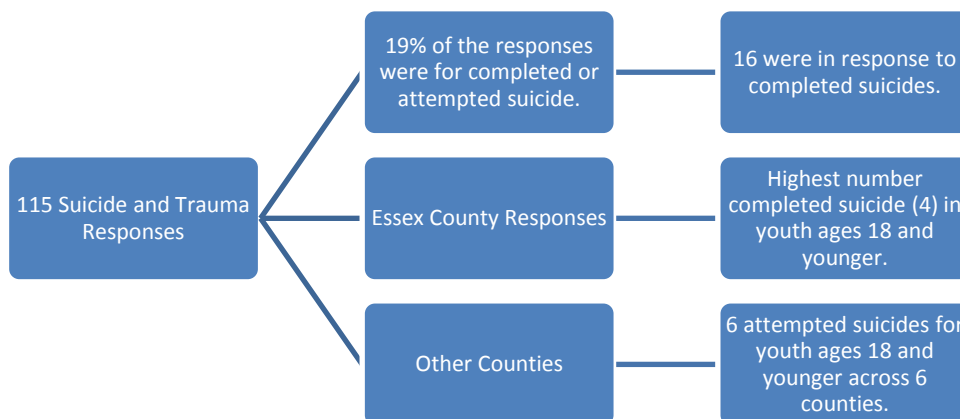 115 Suicide and Trauma
Responses
19% of the responses
were for completed or
attempted suicide.
16 were in response to
completed suicides.
Essex County Responses
Highest number
completed suicide (4) in
youth ages 18 and
younger.
Other Counties
6 attempted suicides for
youth ages 18 and
younger across 6
counties.